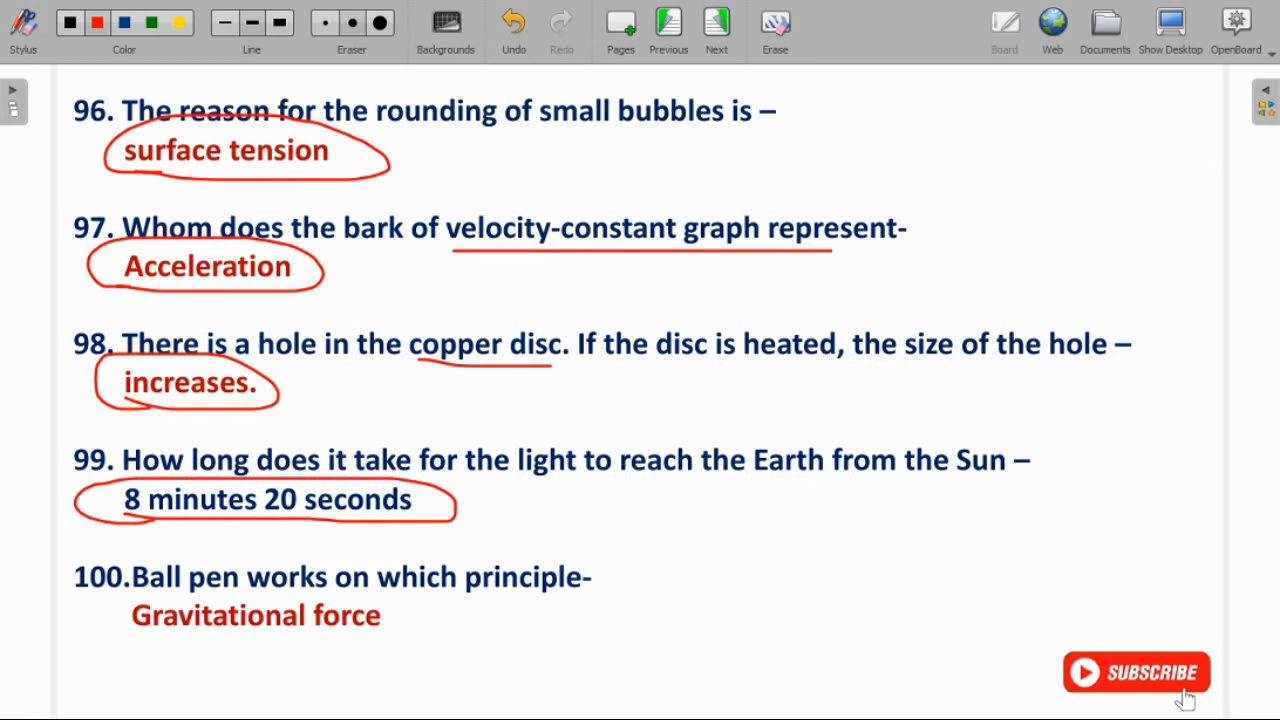 Stylus
Color
Line
Eraser
Backgrounds
Undo
Redo
Pages
Previous
Next
Erase
Board
Web
Documents
Show Desktop
OpenBoard
96. The reason for the rounding of small bubbles is –
surface tension
97. Whom does the bark of velocity-constant graph represent-
Acceleration
98. There is a hole in the copper disc. If the disc is heated, the size of the hole –
increases.
99. How long does it take for the light to reach the Earth from the Sun –
8 minutes 20 seconds
100.Ball pen works on which principle-
Gravitational force
SUBSCRIBE